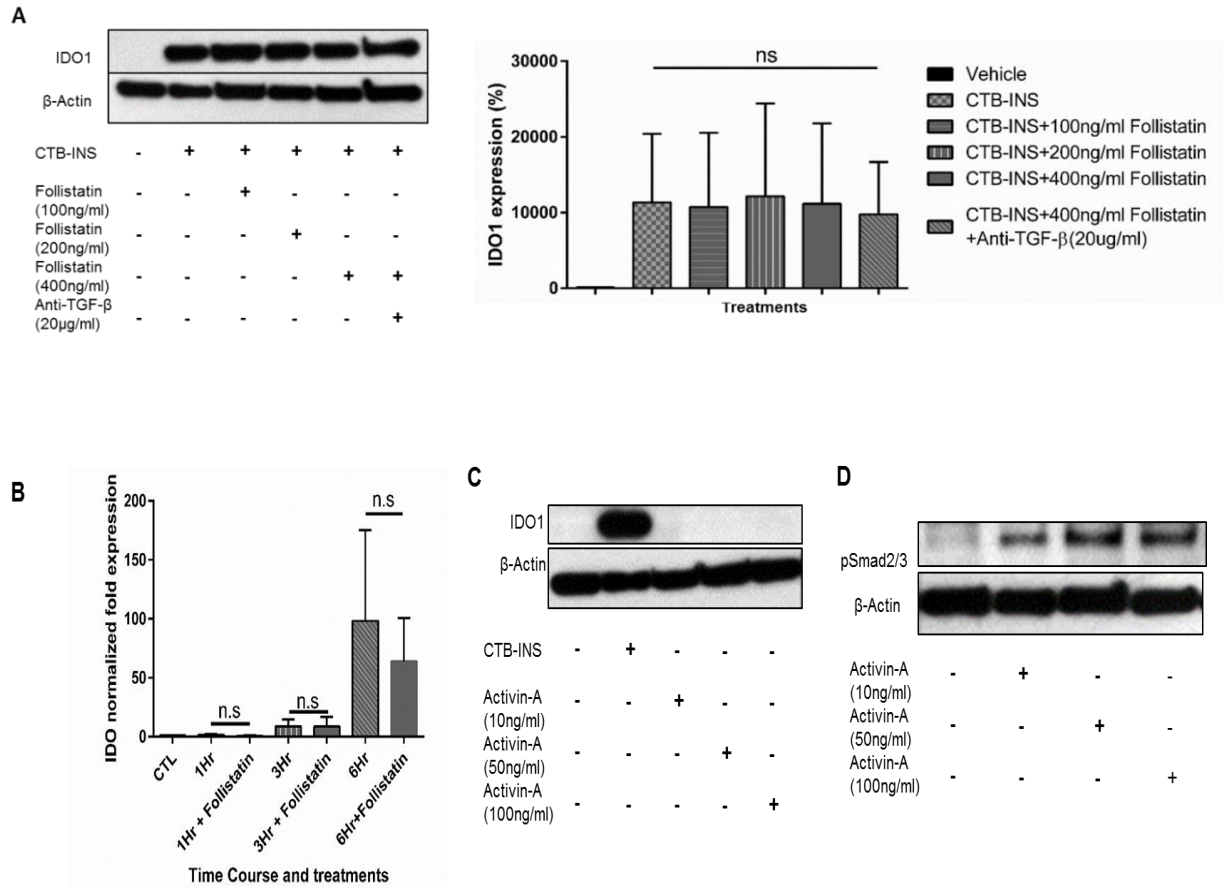 A
IDO1
β-Actin
CTB-INS - + + + + +
Follistatin
(100ng/ml) - - + - - -
Follistatin
(200ng/ml) - - - + - -
Follistatin
(400ng/ml) - - - - + +
Anti-TGF-β
(20µg/ml) - - - - - +
IDO1 expression (%)
30000
20000
10000
0
ns
Treatments
Vehicle
CTB-INS
CTB-INS+100ng/ml Follistatin
CTB-INS+200ng/ml Follistatin
CTB-INS+400ng/ml Follistatin
CTB-INS+400ng/ml Follistatin
+Anti-TGF-β(20ug/ml)
B
IDO normalized fold expression
200
150
100
50
0
n.s
n.s
n.s
CTL
1Hr
1Hr + Follistatin
3Hr
3Hr + Follistatin
6Hr
6Hr+Follistatin
Time Course and treatments
C
IDO1
β-Actin
CTB-INS - + - - -
Activin-A
(10ng/ml) - - + - -
Activin-A
(50ng/ml) - - - + -
Activin-A
(100ng/ml) - - - - +
D
pSmad2/3
β-Actin
Activin-A
(10ng/ml) - + - -
Activin-A
(50ng/ml) - - + -
Activin-A
(100ng/ml) - - - +